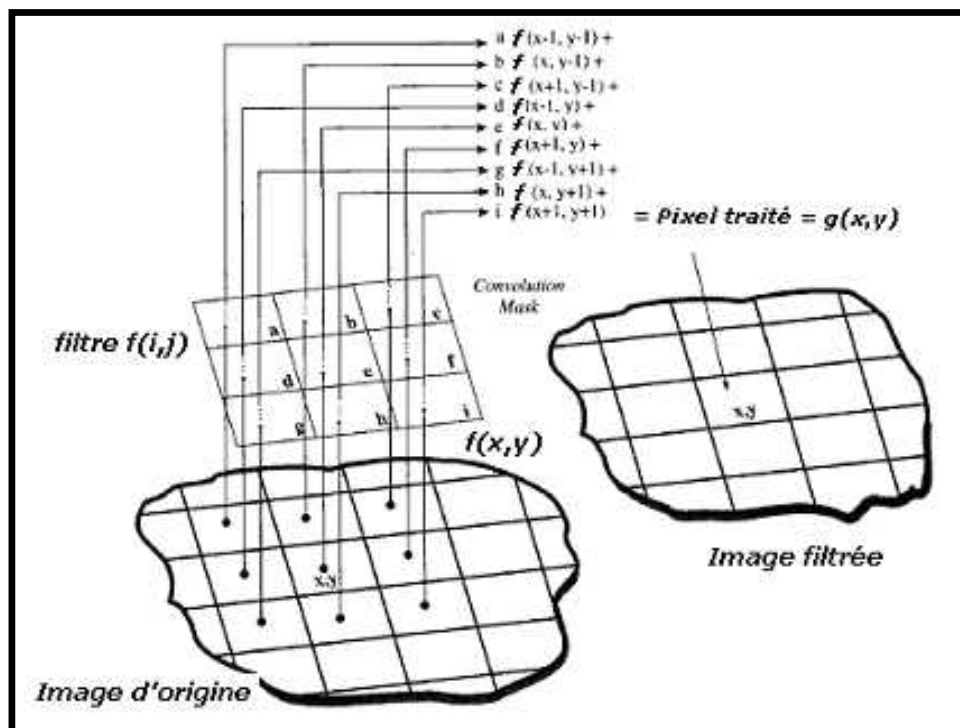 a f (x-1, y-1) +
b f (x, y-1) +
c f (x+1, y-1) +
d f(x-1, y) +
e f(x, y) +
f f(x+1, y) +
g f(x-1, y+1) +
h f(x, y+1) +
i f(x+1, y+1)
= Pixel traité = g(x,y)
Convolution
Mask
filtre f(i,j)
a b c
d e f
g h i
f(x,y)
x,y
x,y
Image filtrée
Image d'origine